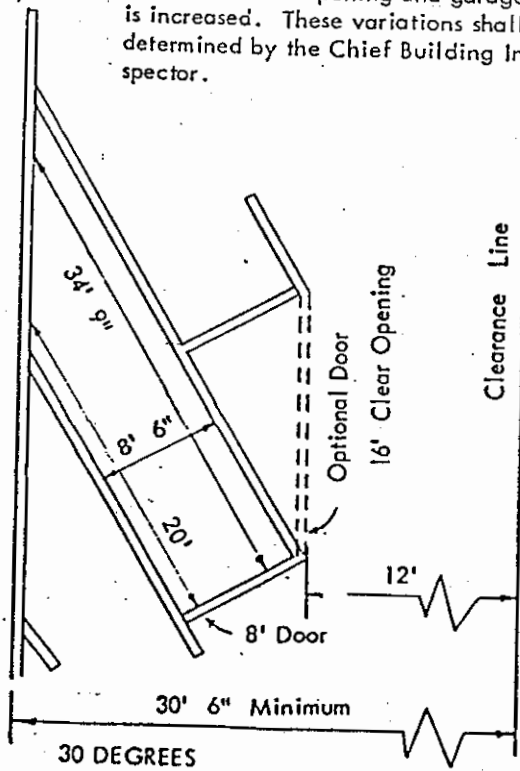 is increased. These variations shall
determined by the Chief Building In
spector.
34' 9"
8' 6"
20'
8' Door
Optional Door
16' Clear Opening
Clearance Line
12'
30' 6" Minimum
30 DEGREES